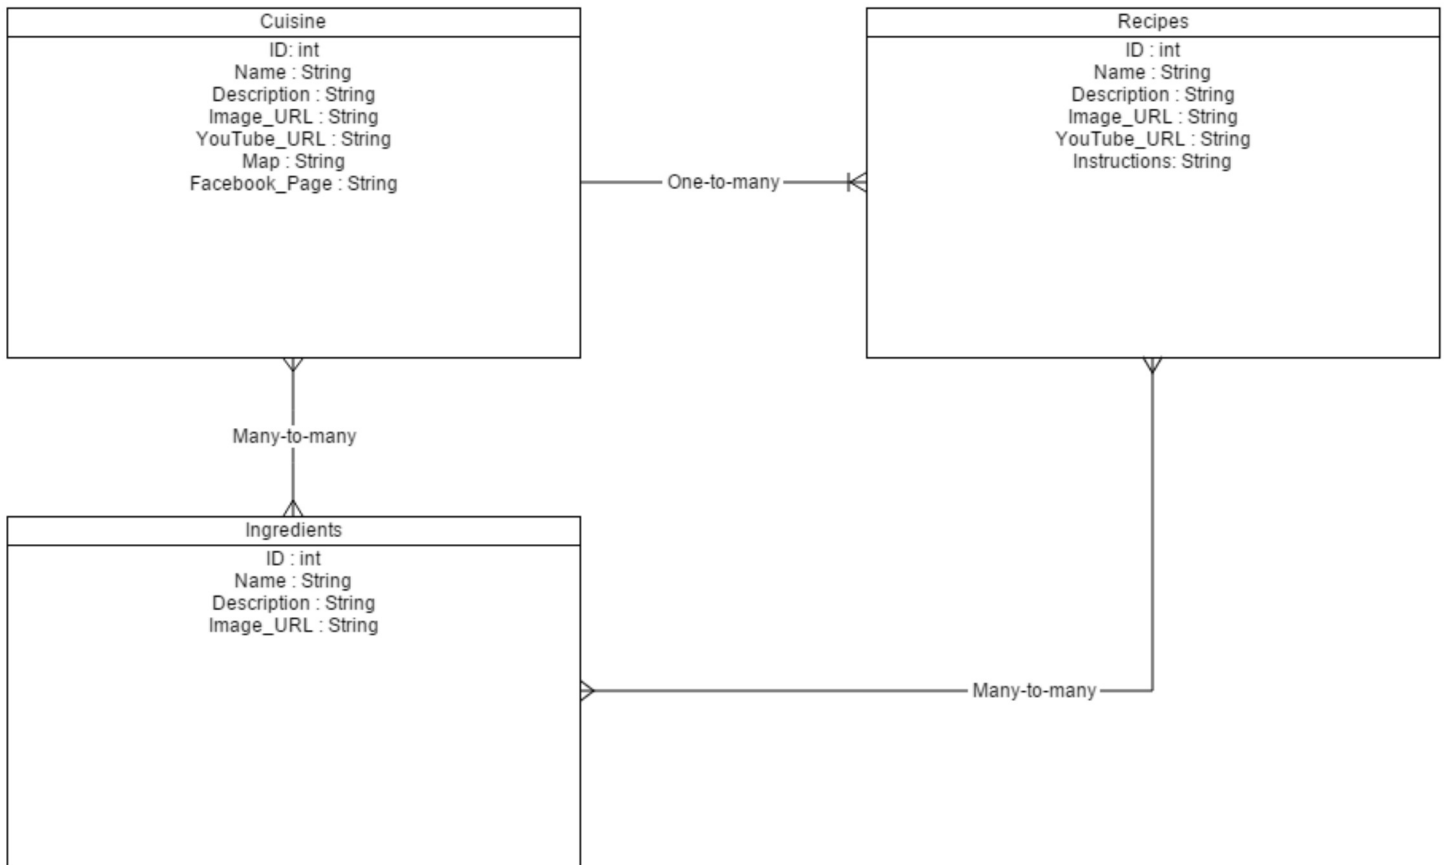 Cuisine
ID: int
Name : String
Description : String
Image_URL : String
YouTube_URL : String
Map : String
Facebook_Page : String
One-to-many
Recipes
ID : int
Name : String
Description : String
Image_URL : String
YouTube_URL : String
Instructions: String
Many-to-many
Ingredients
ID : int
Name : String
Description : String
Image_URL : String
Many-to-many